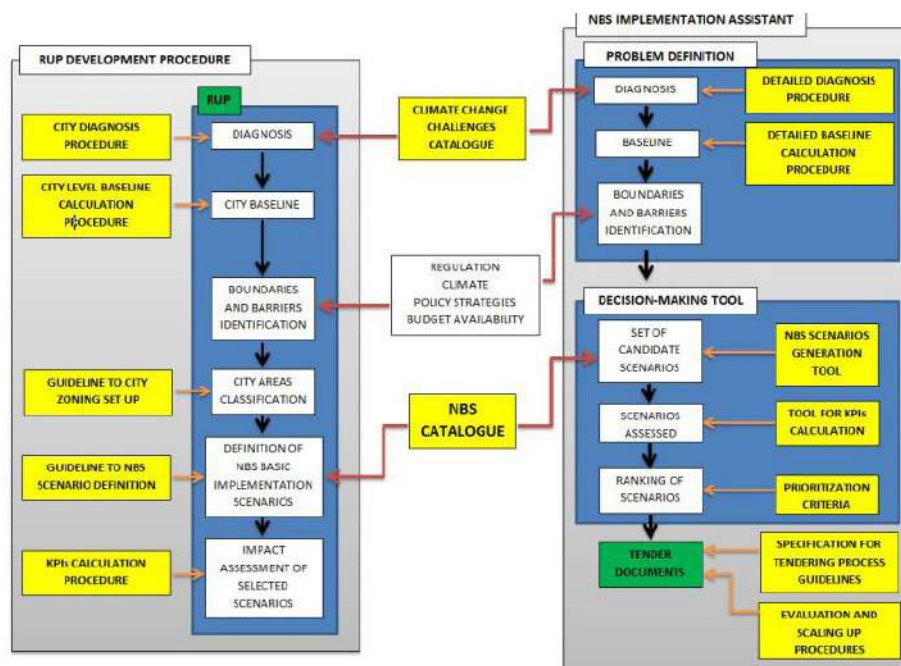 NBS IMPLEMENTATION ASSISTANT
RUP DEVELOPMENT PROCEDURE
RUP
CITY DIAGNOSIS
PROCEDURE
DIAGNOSIS
CITY LEVEL BASELINE
CALCULATION
PROCEDURE
CITY BASELINE
BOUNDARIES
AND BARRIERS
IDENTIFICATION
GUIDELINE TO CITY
ZONING SET UP
CITY AREAS
CLASSIFICATION
GUIDELINE TO NBS
SCENARIO DEFINITION
DEFINITION OF
NBS BASIC
IMPLEMENTATION
SCENARIOS
KPIs CALCULATION
PROCEDURE
IMPACT
ASSESSMENT OF
SELECTED
SCENARIOS
CLIMATE CHANGE
CHALLENGES
CATALOGUE
REGULATION
CLIMATE
POLICY STRATEGIES
BUDGET AVAILABILITY
NBS
CATALOGUE
PROBLEM DEFINITION
DIAGNOSIS
DETAILED DIAGNOSIS
PROCEDURE
BASELINE
DETAILED BASELINE
CALCULATION
PROCEDURE
BOUNDARIES
AND BARRIERS
IDENTIFICATION
DECISION-MAKING TOOL
SET OF
CANDIDATE
SCENARIOS
NBS SCENARIOS
GENERATION
TOOL
SCENARIOS
ASSESSED
TOOL FOR KPIs
CALCULATION
RANKING OF
SCENARIOS
PRIORITIZATION
CRITERIA
TENDER
DOCUMENTS
SPECIFICATION FOR
TENDERING PROCESS
GUIDELINES
EVALUATION AND
SCALING UP
PROCEDURES